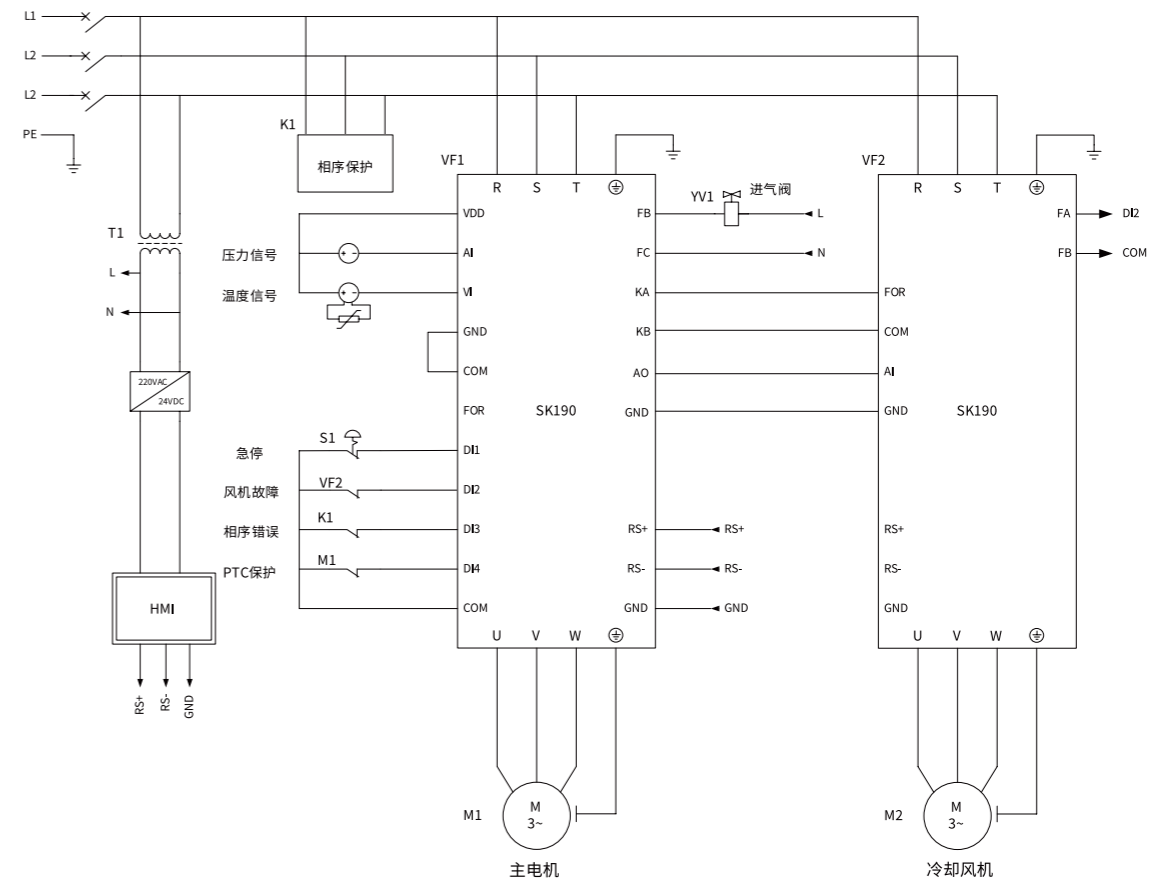 L1
L2
L2
PE
K1
相序保护
T1
L
N
220VAC
24VDC
HMI
RS+
RS-
GND
压力信号
温度信号
急停
S1
风机故障
VF2
相序错误
K1
PTC保护
M1
VF1
R S T
VDD
AI
VI
GND
COM
FOR
DI1
DI2
DI3
DI4
COM
SK190
FB
FC
KA
KB
AO
GND
RS+
RS-
GND
U V W
YV1
进气阀
L
N
RS+
RS-
GND
M1
M
3~
主电机
VF2
R S T
FOR
COM
AI
GND
RS+
RS-
GND
SK190
FA
FB
DI2
COM
U V W
M2
M
3~
冷却风机